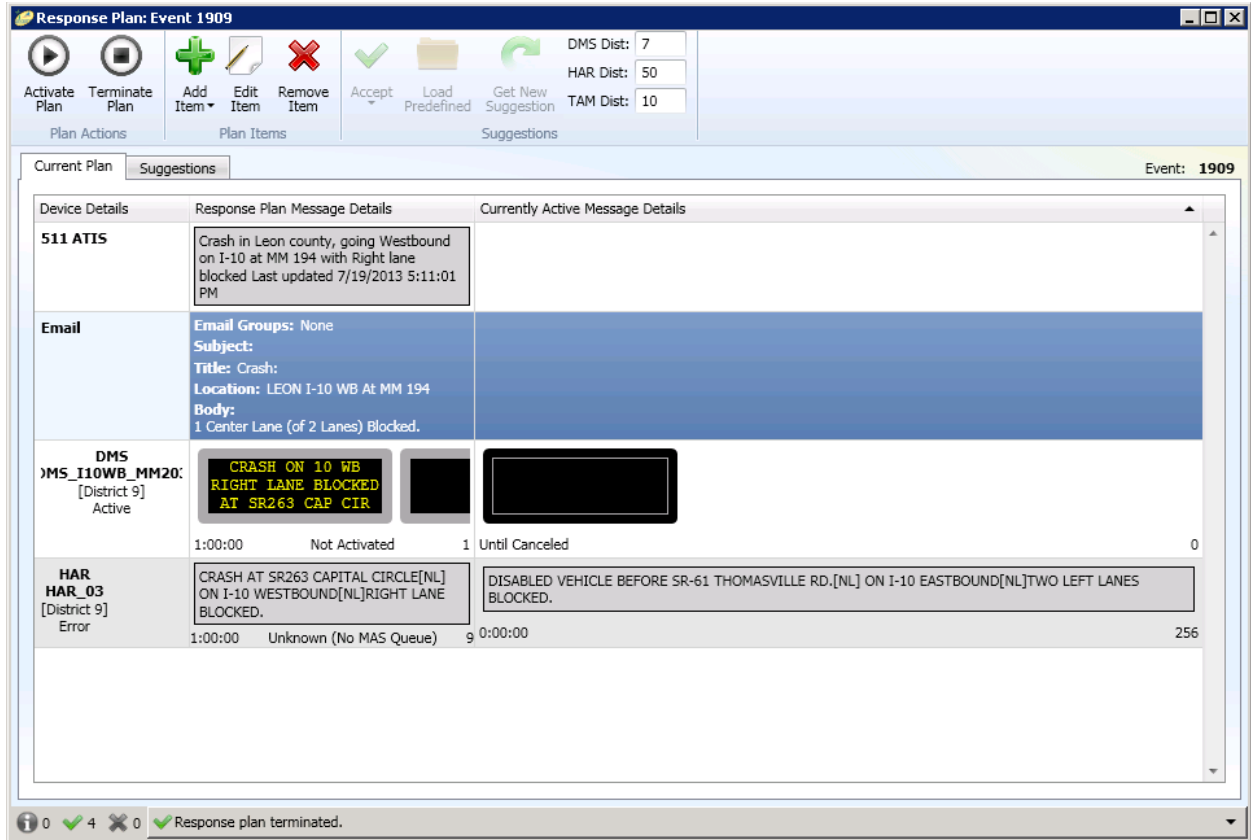 Response Plan: Event 1909
Activate Plan
Terminate Plan
Add Item
Edit Item
Remove Item
Accept
Load Predefined
Get New Suggestion
DMS Dist: 7
HAR Dist: 50
TAM Dist: 10
Plan Actions
Plan Items
Suggestions
Current Plan
Suggestions
Event: 1909
Device Details
Response Plan Message Details
Currently Active Message Details
511 ATIS
Crash in Leon county, going Westbound
on I-10 at MM 194 with Right lane
blocked Last updated 7/19/2013 5:11:01
PM
Email
Email Groups: None
Subject:
Title: Crash:
Location: LEON I-10 WB At MM 194
Body:
1 Center Lane (of 2 Lanes) Blocked.
DMS
DMS_I10WB_MM20
[District 9]
Active
CRASH ON 10 WB
RIGHT LANE BLOCKED
AT SR263 CAP CIR
1:00:00 Not Activated 1
Until Canceled 0
HAR
HAR_03
[District 9]
Error
CRASH AT SR263 CAPITAL CIRCLE[NL]
ON I-10 WESTBOUND[NL]RIGHT LANE
BLOCKED.
1:00:00 Unknown (No MAS Queue) 9
DISABLED VEHICLE BEFORE SR-61 THOMASVILLE RD.[NL] ON I-10 EASTBOUND[NL]TWO LEFT LANES
BLOCKED.
0:00:00 256
0 4 0 Response plan terminated.